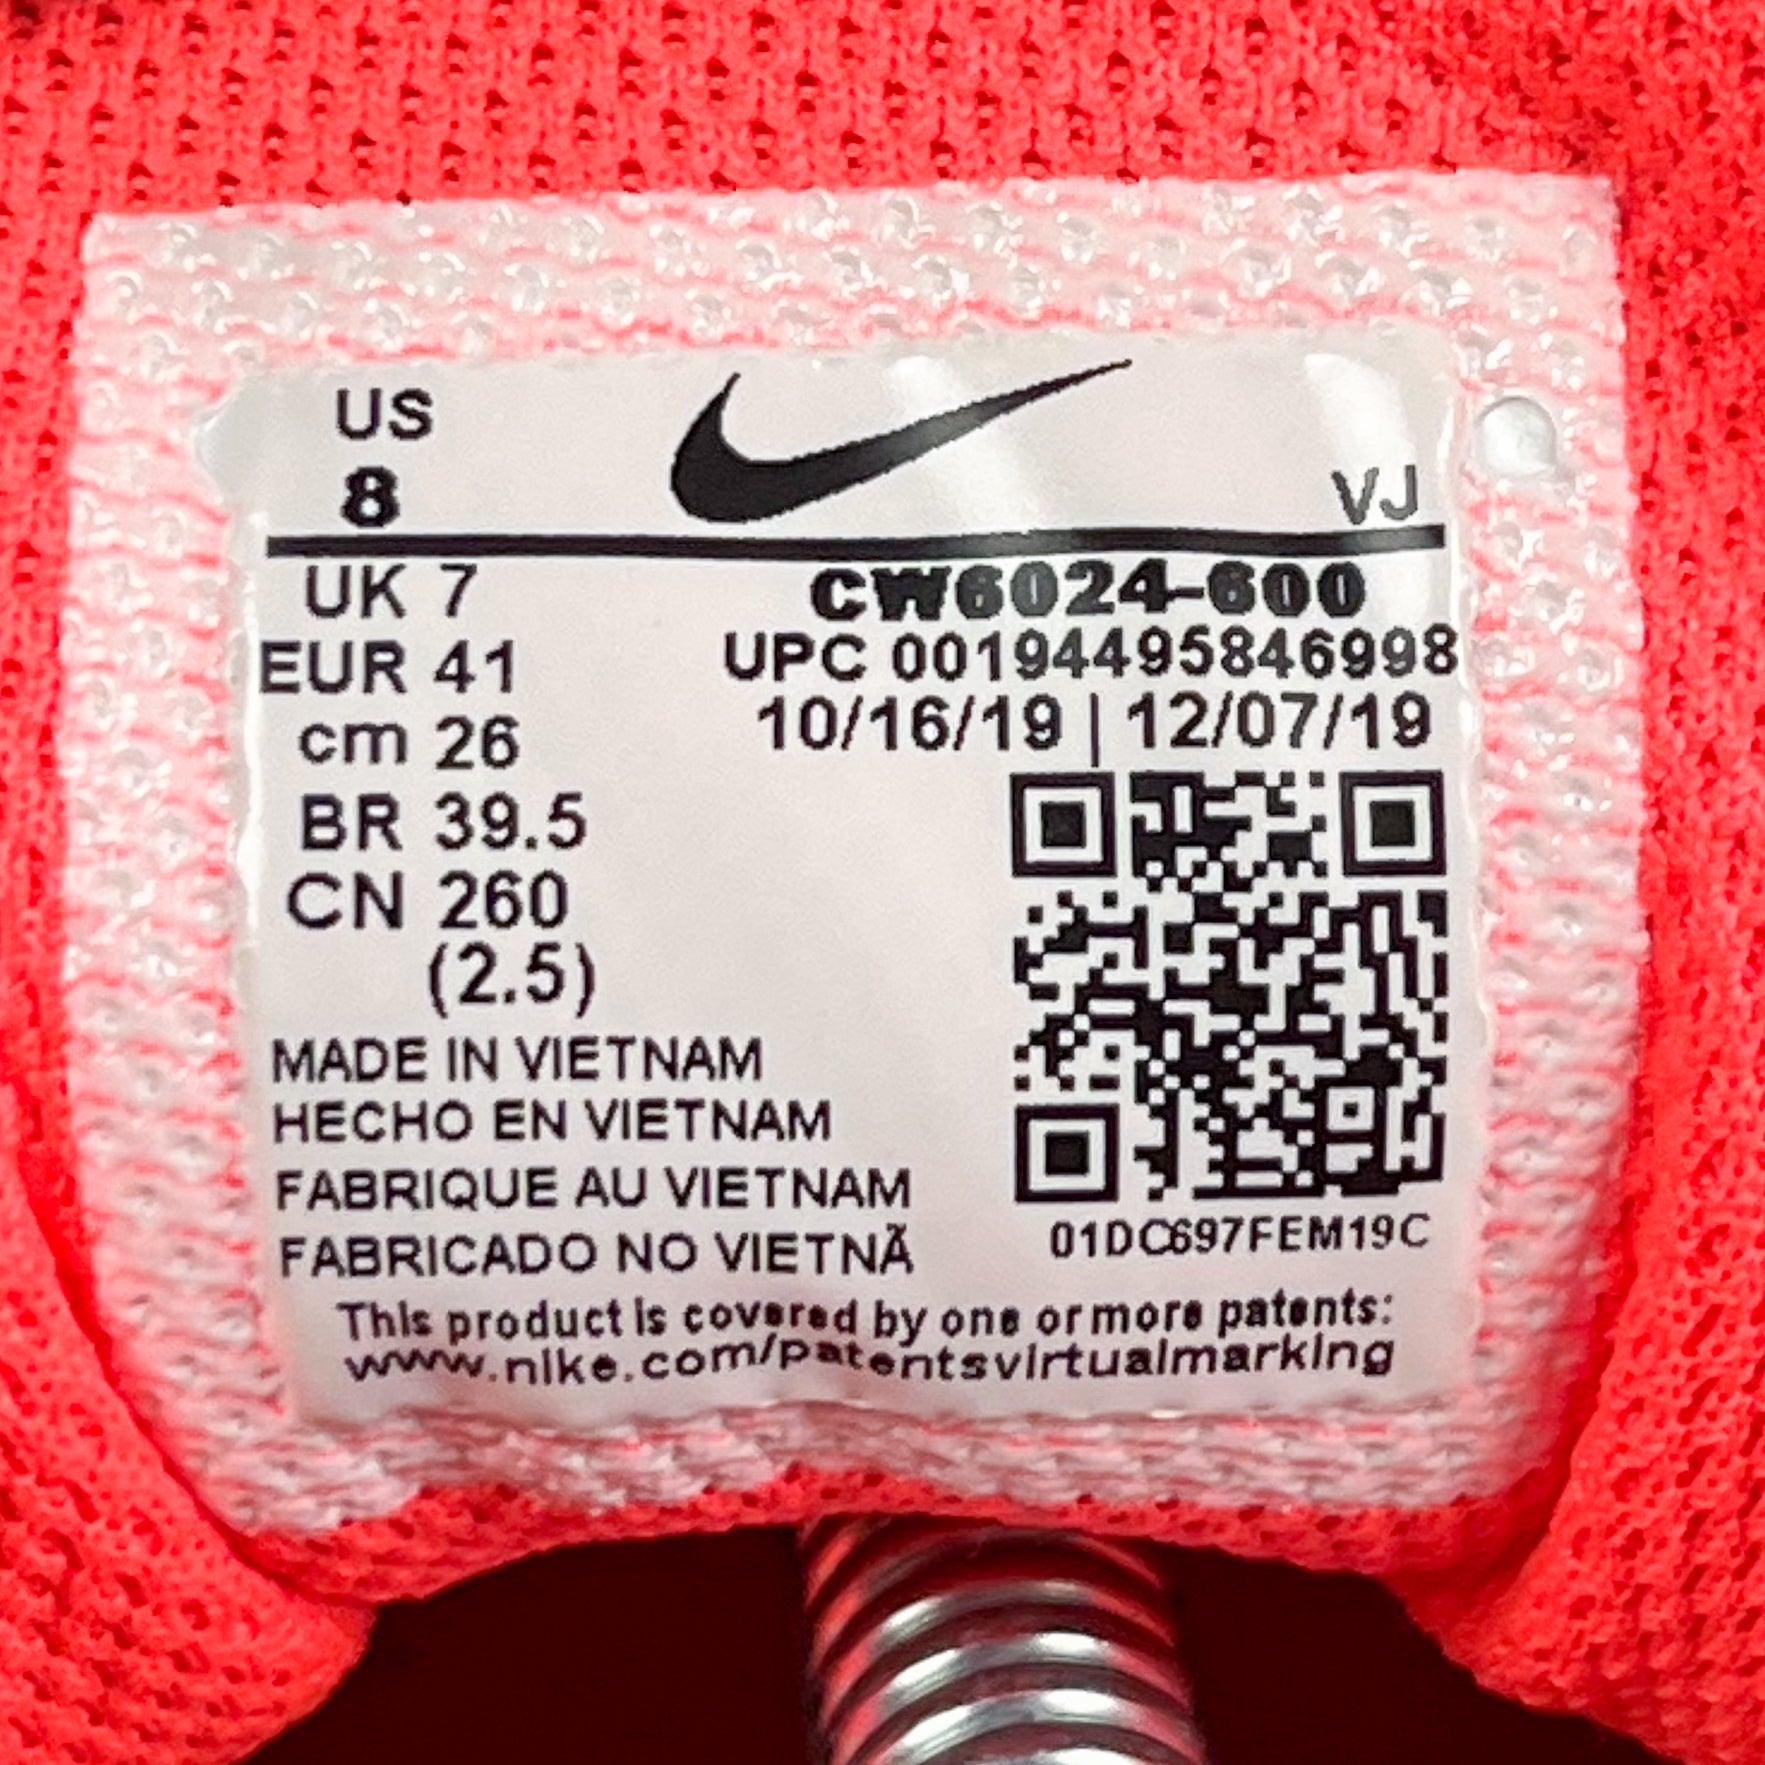 US
8
VJ
UK 7
EUR 41
cm 26
BR 39.5
CN 260
(2.5)
CW6024-600
UPC 00194495846998
10/16/19 | 12/07/19
MADE IN VIETNAM
HECHO EN VIETNAM
FABRIQUE AU VIETNAM
FABRICADO NO VIETNÃ
01DC697FEM19C
This product is covered by one or more patents:
www.nike.com/patentsvirtualmarking